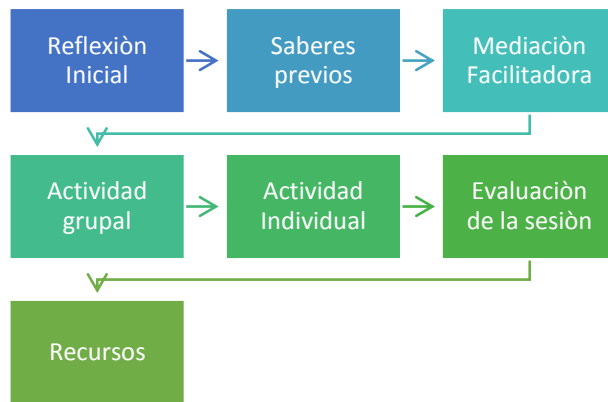 Reflexiòn
Inicial
Saberes
previos
Mediaciòn
Facilitadora
Actividad
grupal
Actividad
Individual
Evaluaciòn
de la sesiòn
Recursos